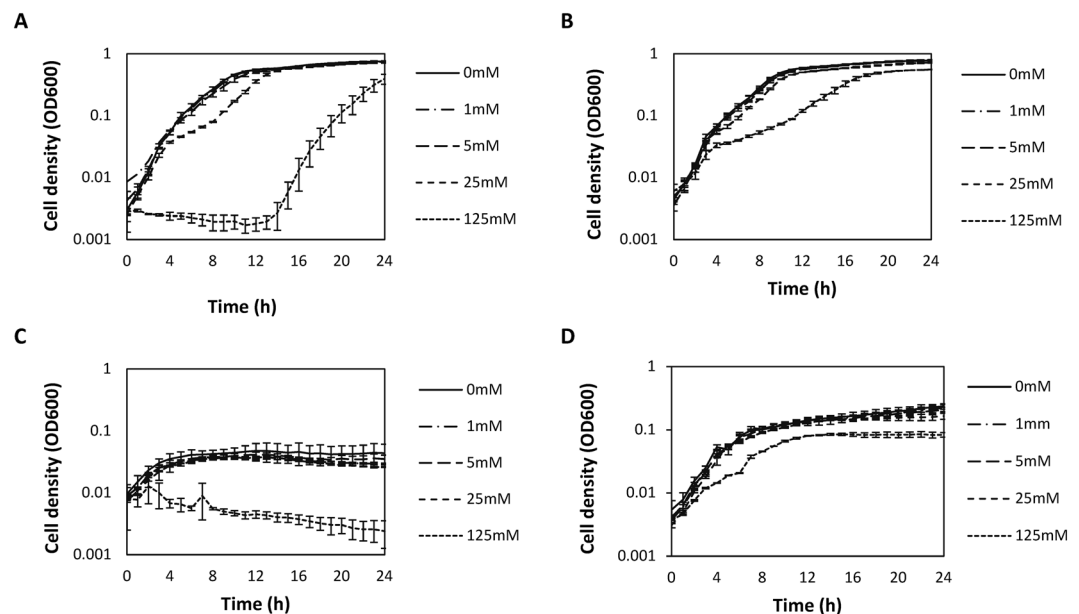 A
Cell density (OD600)
1
0.1
0.01
0.001
0 4 8 12 16 20 24
Time (h)
0mM
1mM
5mM
25mM
125mM
B
Cell density (OD600)
1
0.1
0.01
0.001
0 4 8 12 16 20 24
Time (h)
0mM
1mM
5mM
25mM
125mM
C
Cell density (OD600)
1
0.1
0.01
0.001
0 4 8 12 16 20 24
Time (h)
0mM
1mM
5mM
25mM
125mM
D
Cell density (OD600)
1
0.1
0.01
0.001
0 4 8 12 16 20 24
Time (h)
0mM
1mm
5mM
25mM
125mM